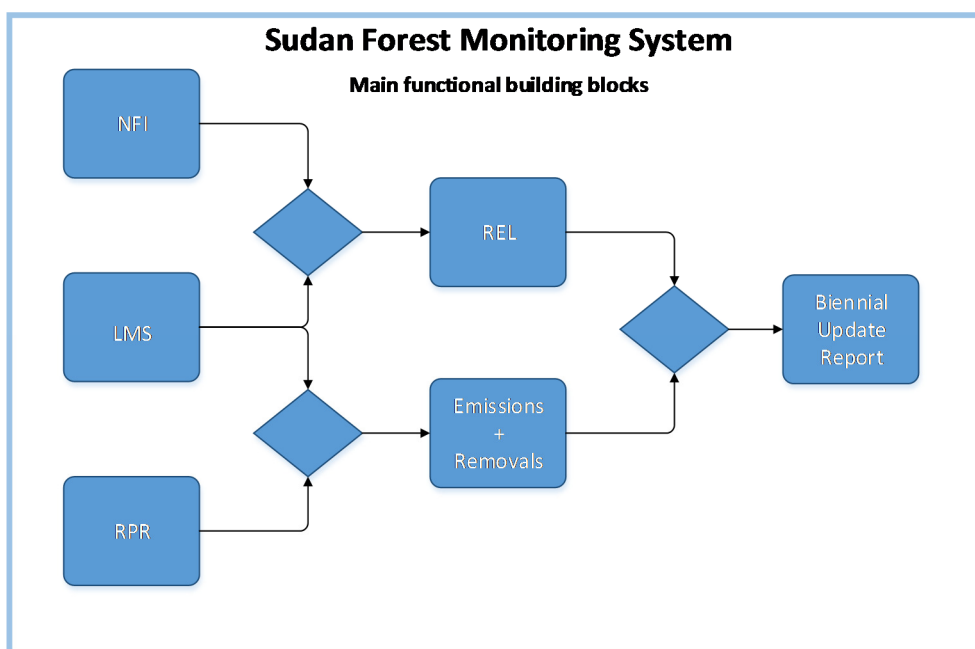 Sudan Forest Monitoring System
Main functional building blocks
NFI
REL
LMS
Biennial
Update
Report
Emissions
+
Removals
RPR